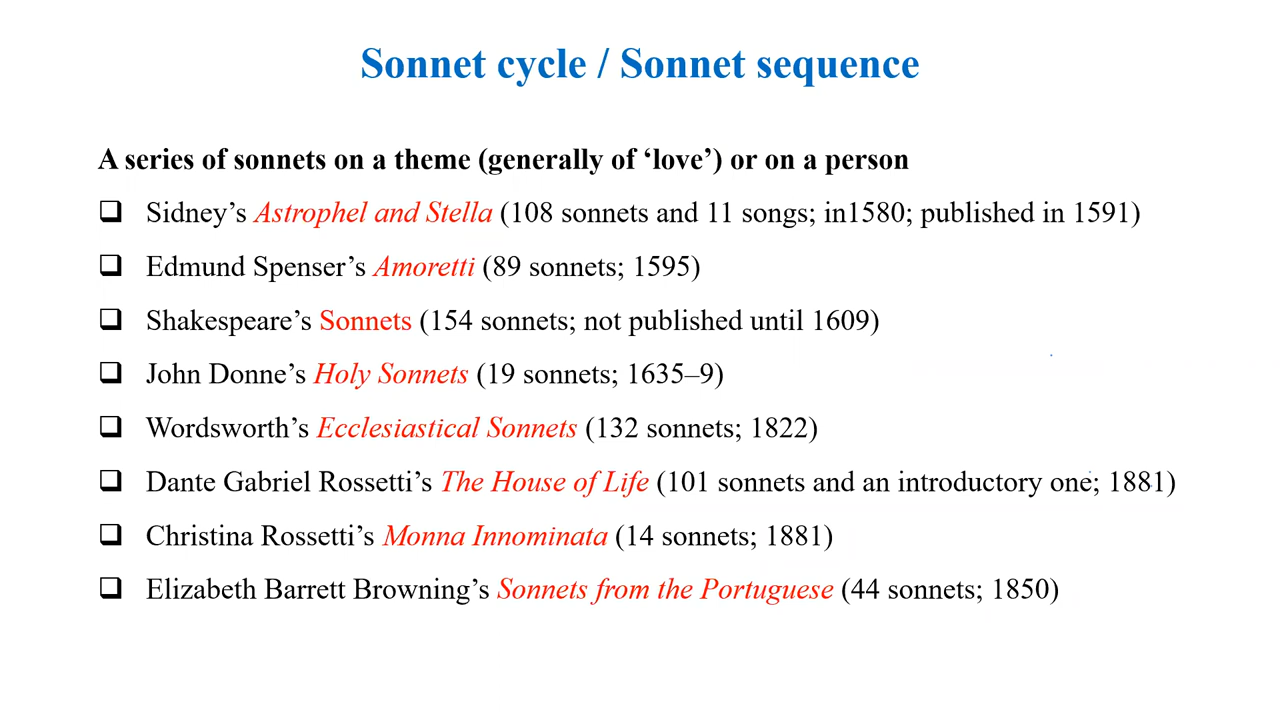 Sonnet cycle / Sonnet sequence
A series of sonnets on a theme (generally of ‘love’) or on a person
❑ Sidney’s Astrophel and Stella (108 sonnets and 11 songs; in1580; published in 1591)
❑ Edmund Spenser’s Amoretti (89 sonnets; 1595)
❑ Shakespeare’s Sonnets (154 sonnets; not published until 1609)
❑ John Donne’s Holy Sonnets (19 sonnets; 1635–9)
❑ Wordsworth’s Ecclesiastical Sonnets (132 sonnets; 1822)
❑ Dante Gabriel Rossetti’s The House of Life (101 sonnets and an introductory one; 1881)
❑ Christina Rossetti’s Monna Innominata (14 sonnets; 1881)
❑ Elizabeth Barrett Browning’s Sonnets from the Portuguese (44 sonnets; 1850)